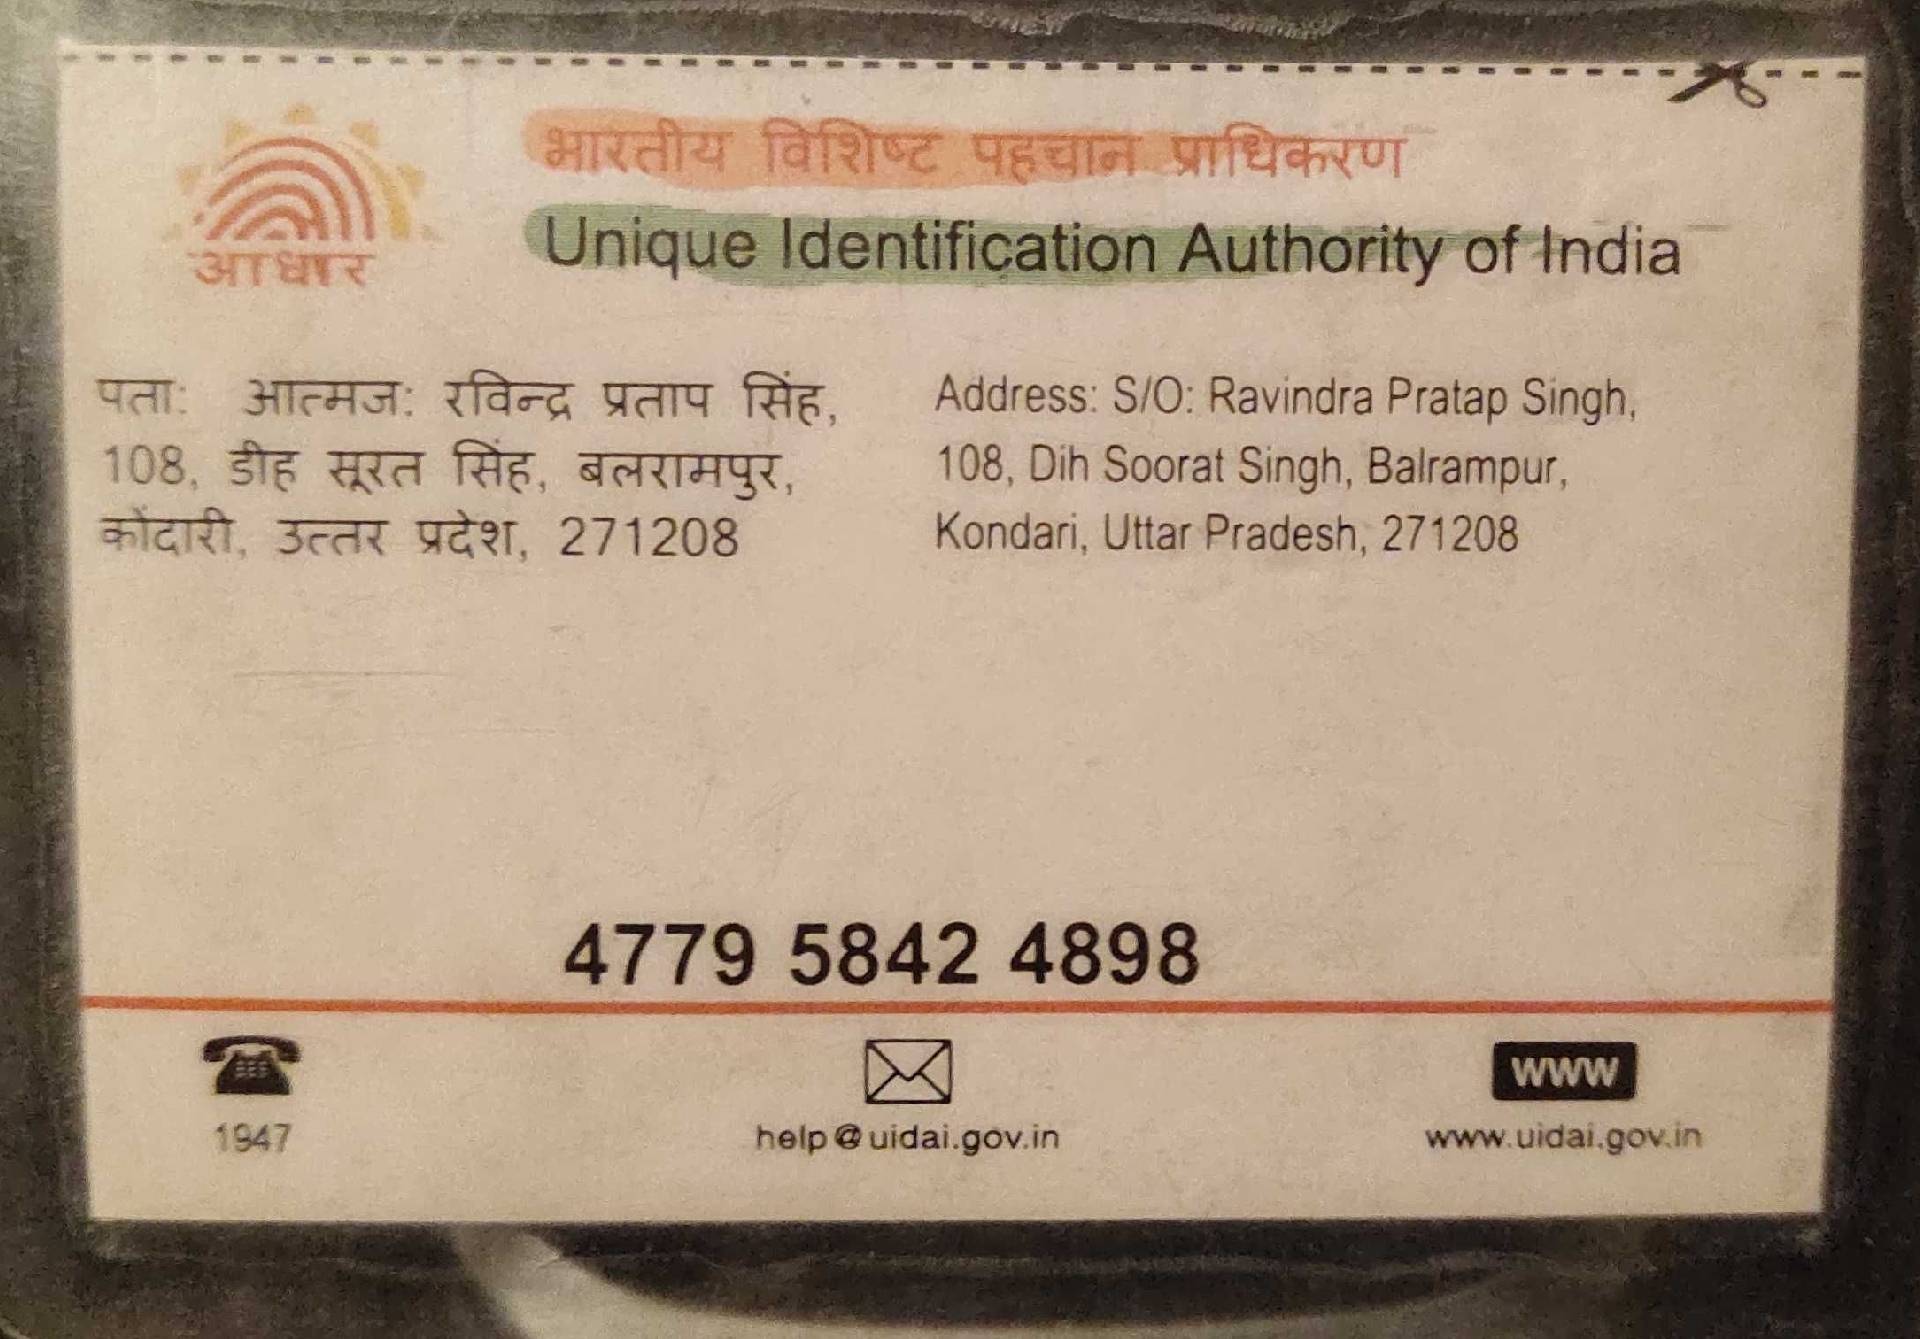 भारतीय विशिष्ट पहचान प्राधिकरण
Unique Identification Authority of India
आधार
पता: आत्मज: रविन्द्र प्रताप सिंह,
108, डीह सूरत सिंह, बलरामपुर,
कोंदारी, उत्तर प्रदेश, 271208
Address: S/O: Ravindra Pratap Singh,
108, Dih Soorat Singh, Balrampur,
Kondari, Uttar Pradesh, 271208
4779 5842 4898
www
1947
help@uidai.gov.in
www.uidai.gov.in